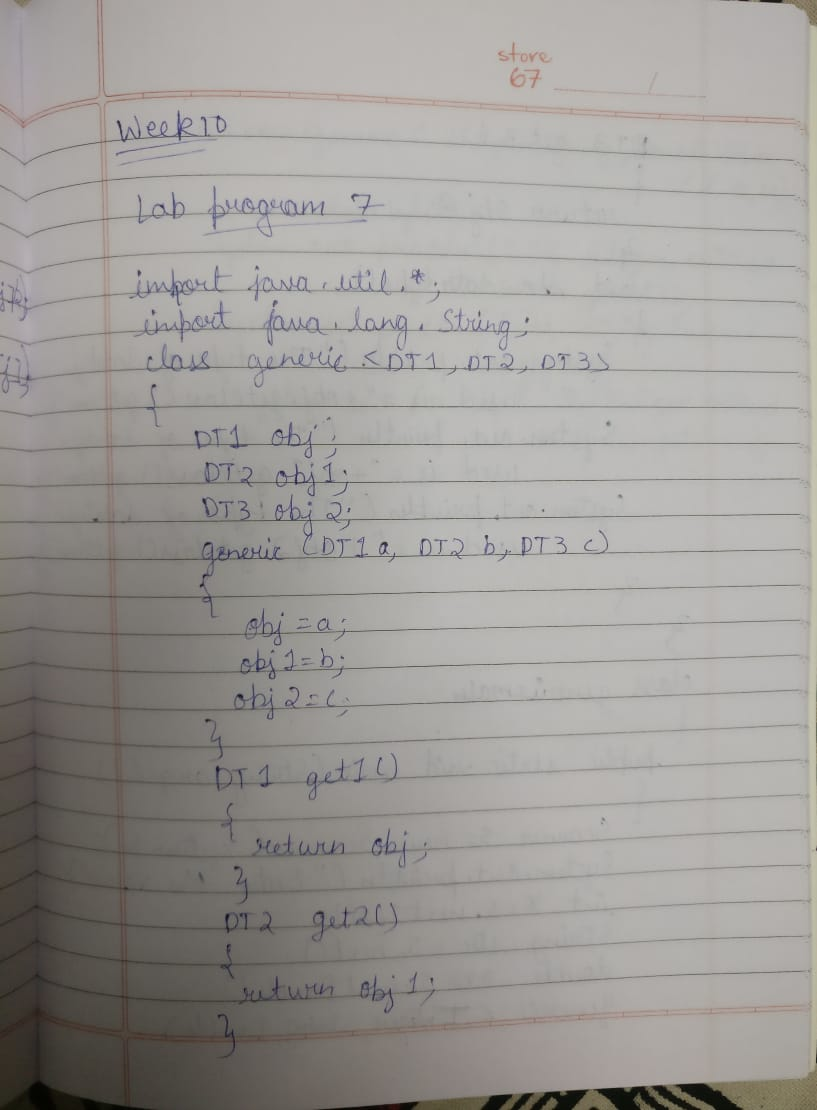 store
67
Week 10
Lab program 7
import java.util.*;
import java.lang.String;
class generic <DT1, DT2, DT3>
{
DT1 obj;
DT2 obj1;
DT3 obj2;
generic (DT1 a, DT2 b, DT3 c)
{
obj = a;
obj1 = b;
obj2 = c;
}
DT1 get1()
{
return obj;
}
DT2 get2()
{
return obj1;
}